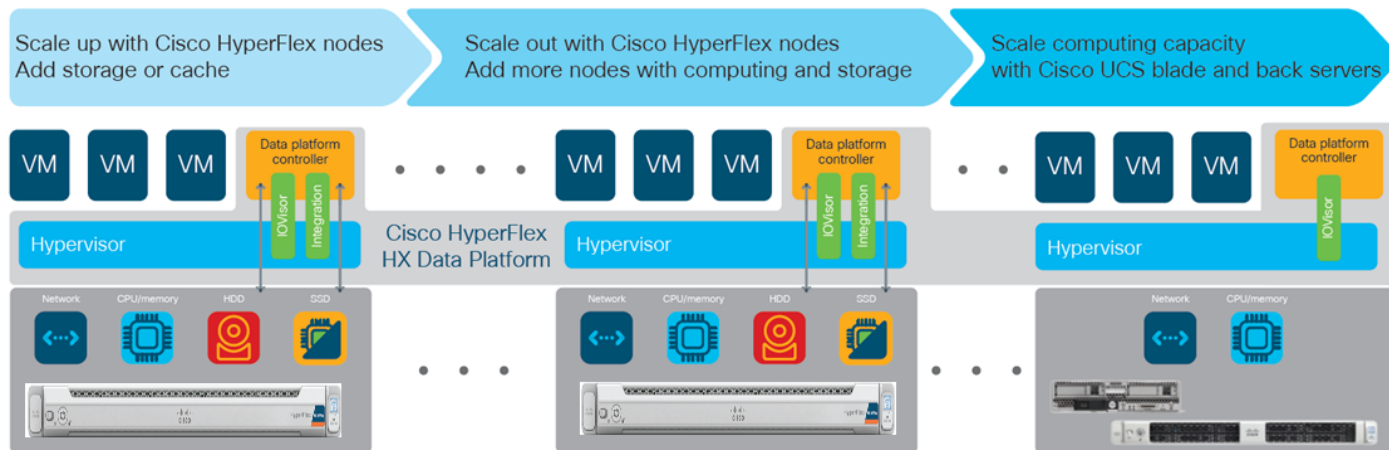 Scale up with Cisco HyperFlex nodes
Add storage or cache
Scale out with Cisco HyperFlex nodes
Add more nodes with computing and storage
Scale computing capacity
with Cisco UCS blade and back servers
VM
VM
VM
Data platform
controller
IOVisor
Integration
VM
VM
VM
Data platform
controller
IOVisor
Integration
VM
VM
VM
Data platform
controller
IOVisor
Hypervisor
Cisco HyperFlex
HX Data Platform
Hypervisor
Hypervisor
Network
CPU/memory
HDD
SSD
Network
CPU/memory
HDD
SSD
Network
CPU/memory
CISCO
HyperFlex
CISCO
HyperFlex